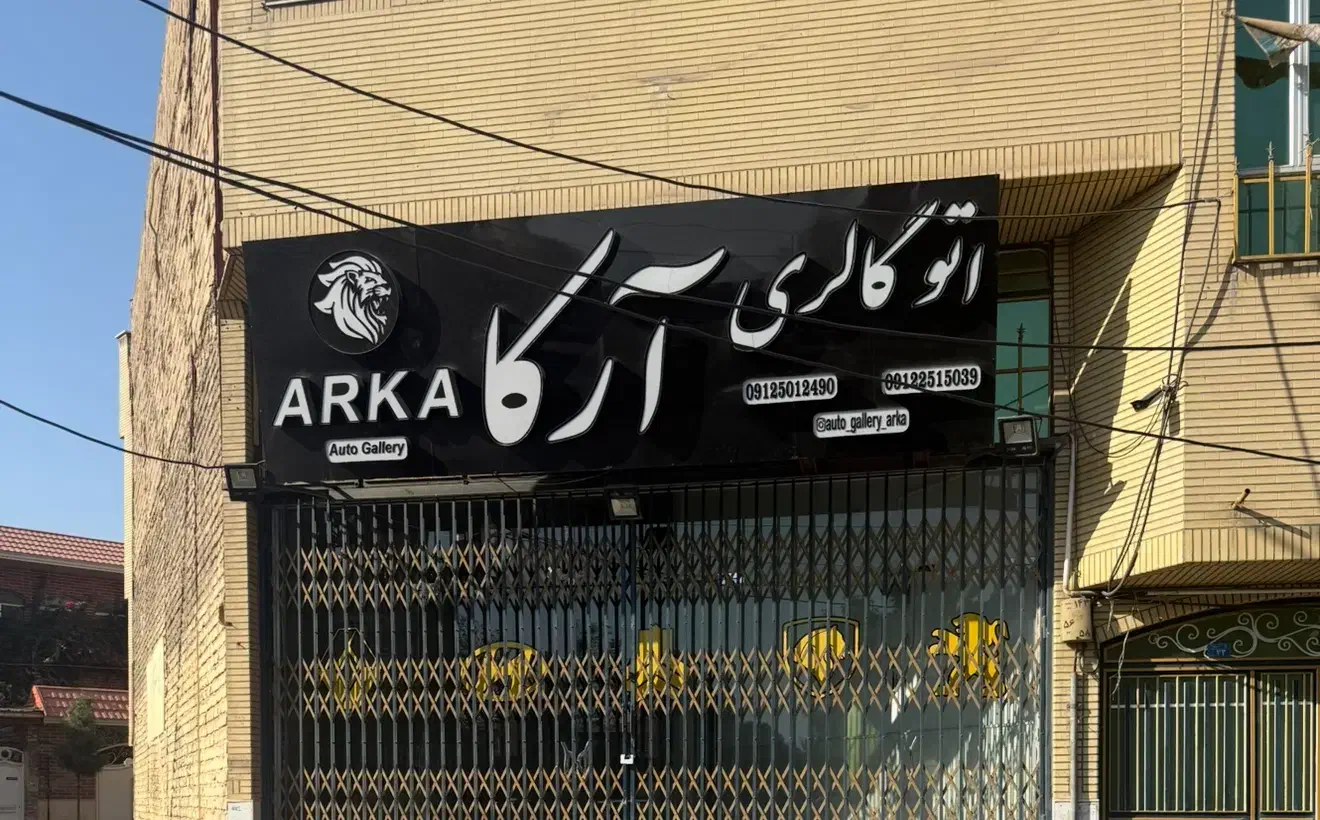 اتو گالری آرکا
ARKA
Auto Gallery
09125012490
09122515039
@auto_gallery_arka